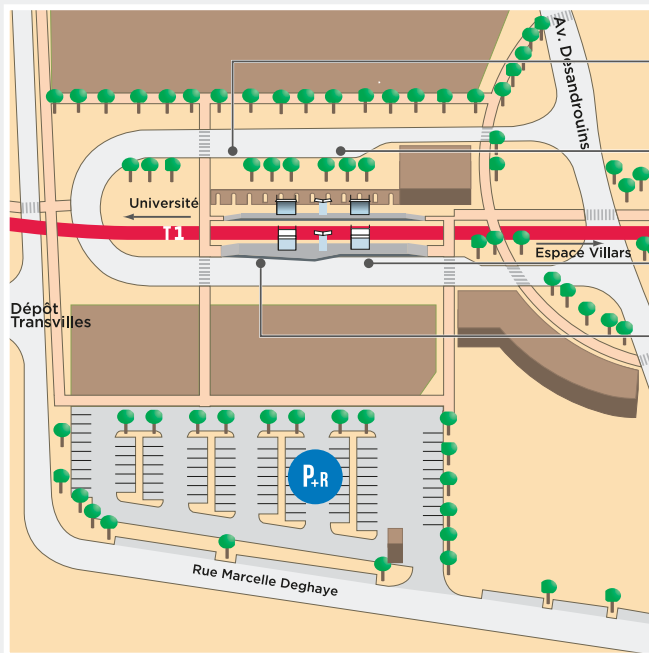 Av. Desandrouins
Université
T1
Espace Villars
Dépôt
Transvilles
P+R
Rue Marcelle Deghaye